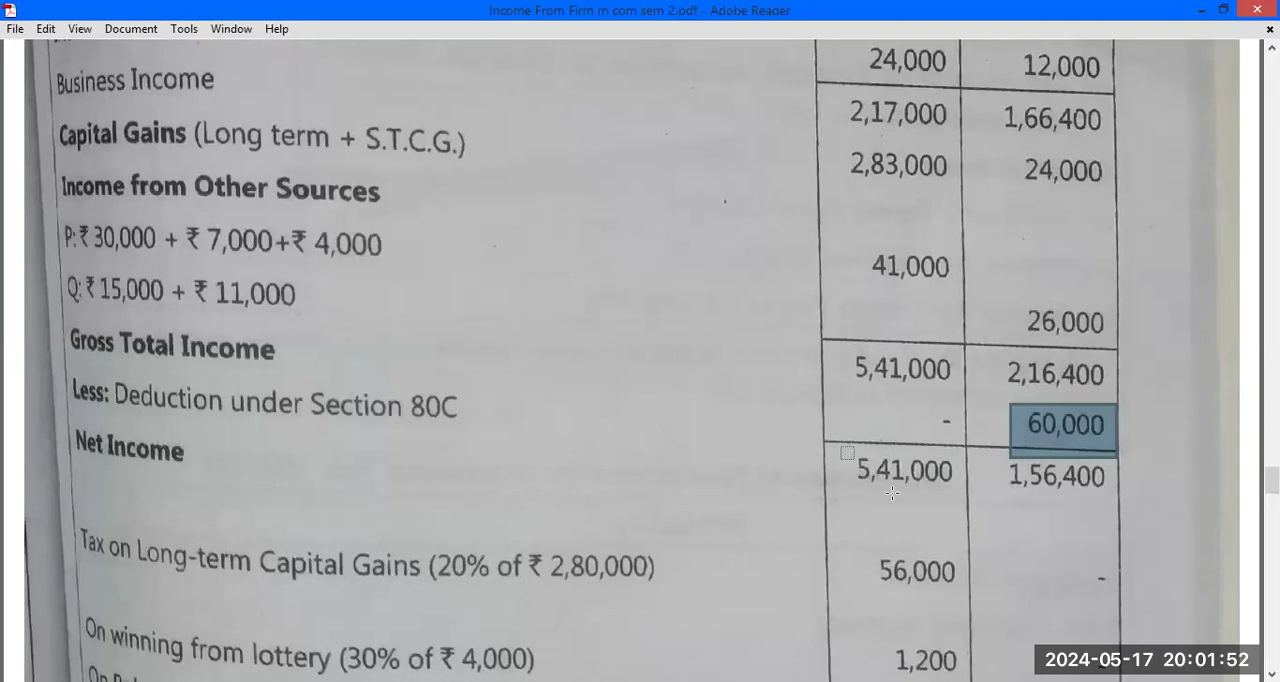 Income From Firm m com sem 2.pdf - Adobe Reader
File Edit View Document Tools Window Help
24,000 12,000
Business Income 2,17,000 1,66,400
Capital Gains (Long term + S.T.C.G.) 2,83,000 24,000
Income from Other Sources
P: ₹ 30,000 + ₹ 7,000+₹ 4,000 41,000
Q: ₹ 15,000 + ₹ 11,000 26,000
Gross Total Income 5,41,000 2,16,400
Less: Deduction under Section 80C - 60,000
Net Income 5,41,000 1,56,400
Tax on Long-term Capital Gains (20% of ₹ 2,80,000) 56,000 -
On winning from lottery (30% of ₹ 4,000) 1,200
2024-05-17 20:01:52